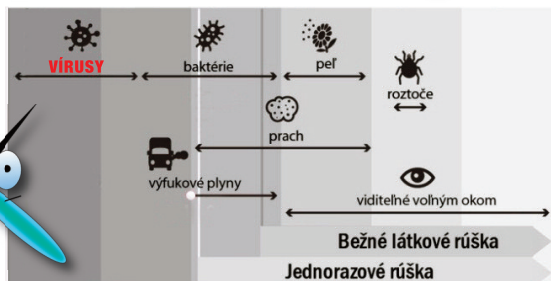 VÍRUSY
baktérie
peľ
roztoče
prach
výfukové plyny
viditeľné voľným okom
Bežné látkové rúška
Jednorazové rúška